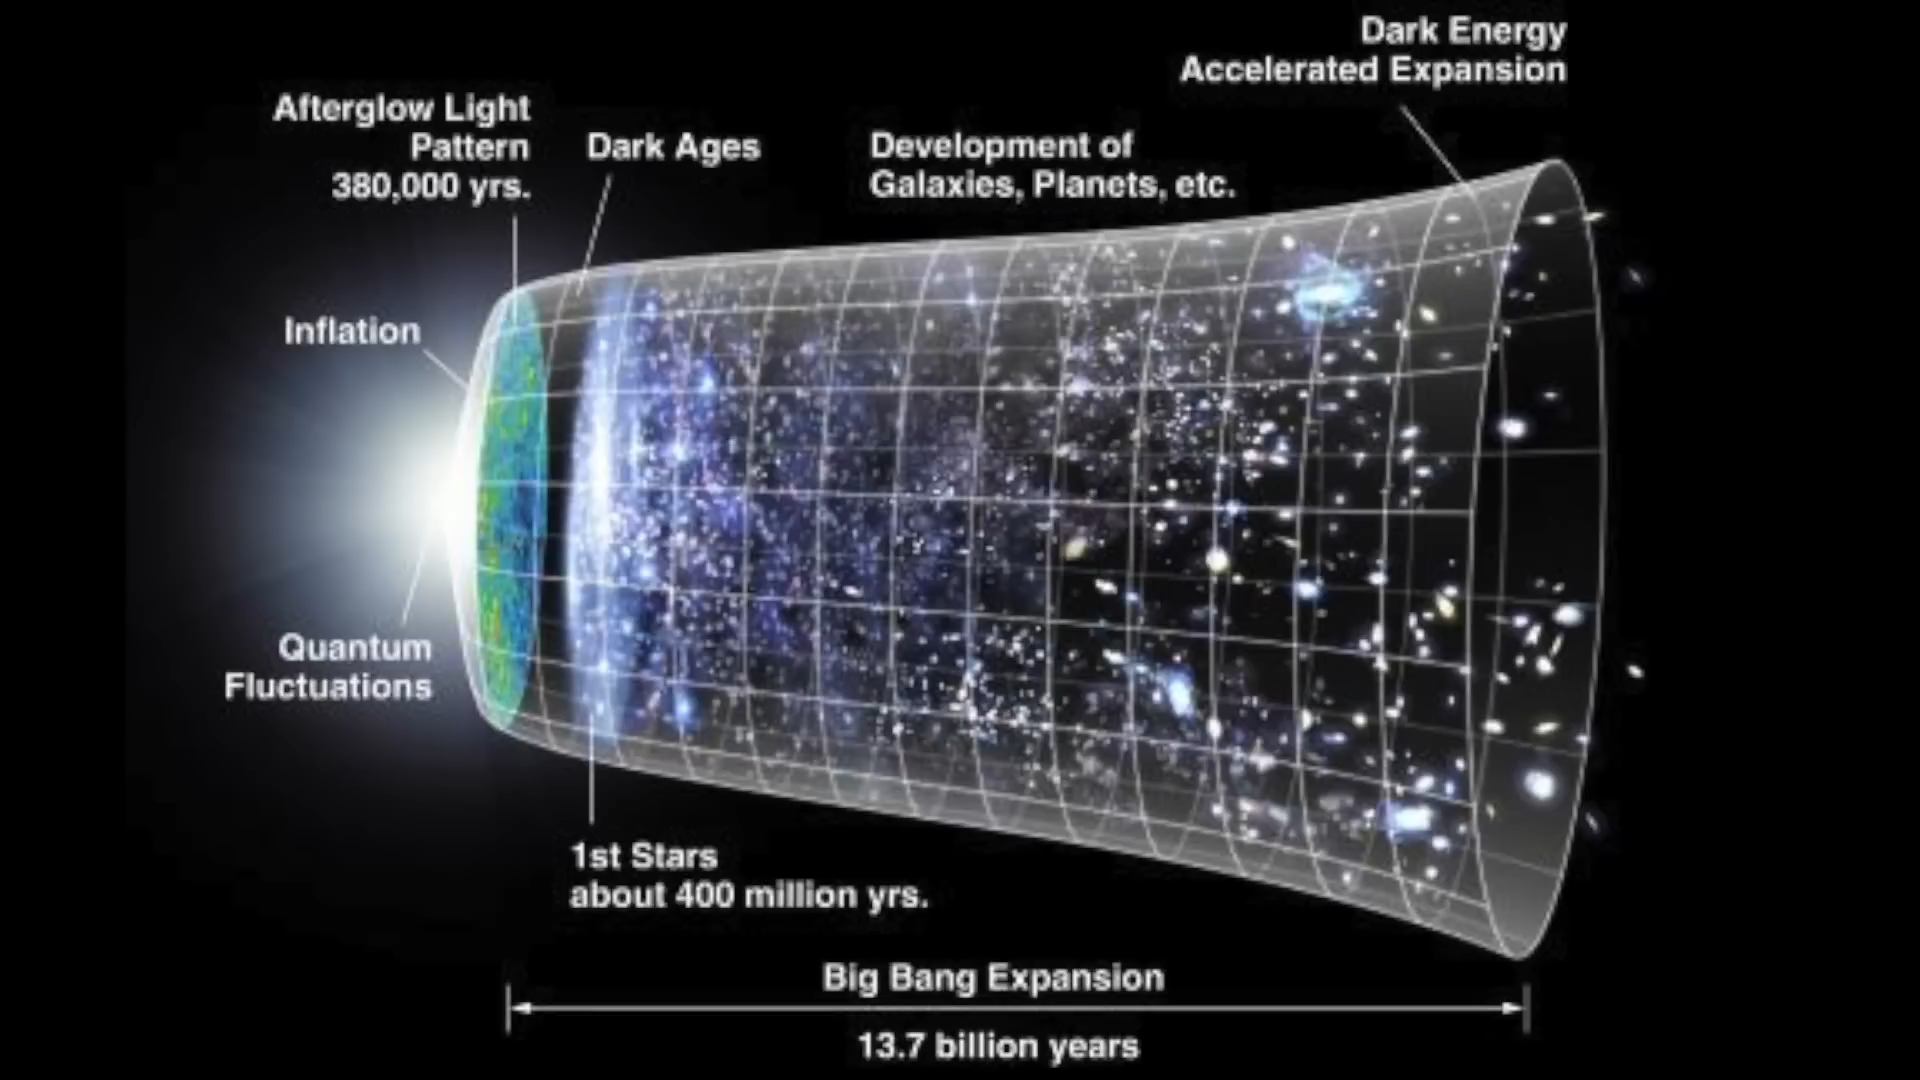 Dark Energy
Accelerated Expansion
Afterglow Light
Pattern
380,000 yrs.
Dark Ages
Development of
Galaxies, Planets, etc.
Inflation
Quantum
Fluctuations
1st Stars
about 400 million yrs.
Big Bang Expansion
13.7 billion years